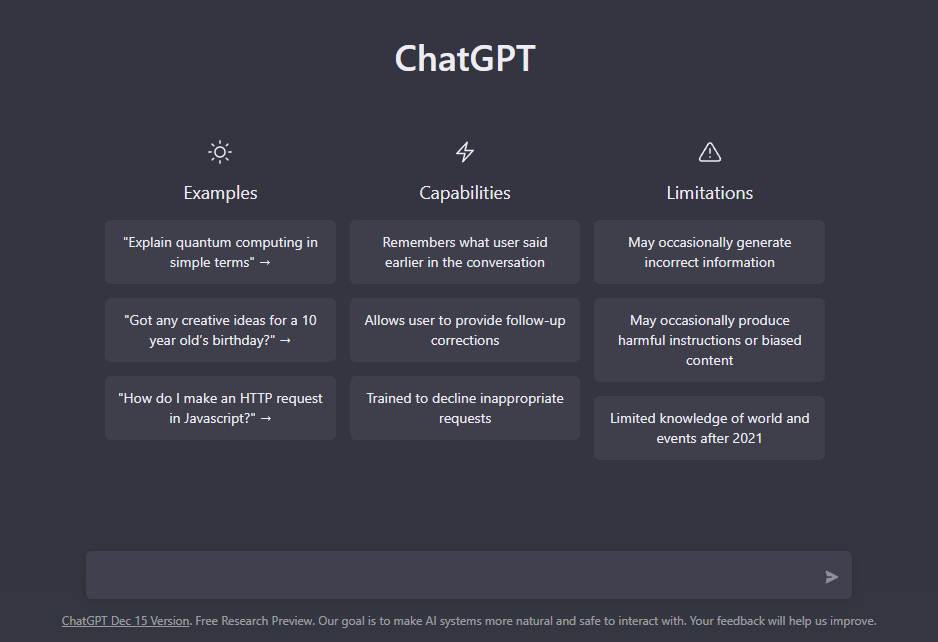 ChatGPT
Examples
"Explain quantum computing in
simple terms" →
"Got any creative ideas for a 10
year old’s birthday?" →
"How do I make an HTTP request
in Javascript?" →
Capabilities
Remembers what user said
earlier in the conversation
Allows user to provide follow-up
corrections
Trained to decline inappropriate
requests
Limitations
May occasionally generate
incorrect information
May occasionally produce
harmful instructions or biased
content
Limited knowledge of world and
events after 2021
ChatGPT Dec 15 Version. Free Research Preview. Our goal is to make AI systems more natural and safe to interact with. Your feedback will help us improve.